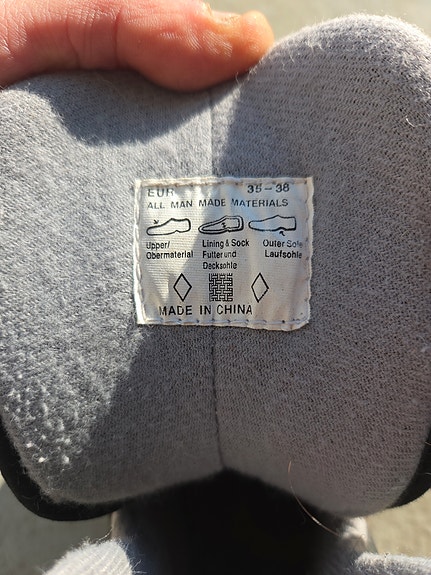 EUR 35-38
ALL MAN MADE MATERIALS
Upper/ Lining & Sock Outer Sole
Obermaterial Futter und Laufsohle
Decksohle
MADE IN CHINA